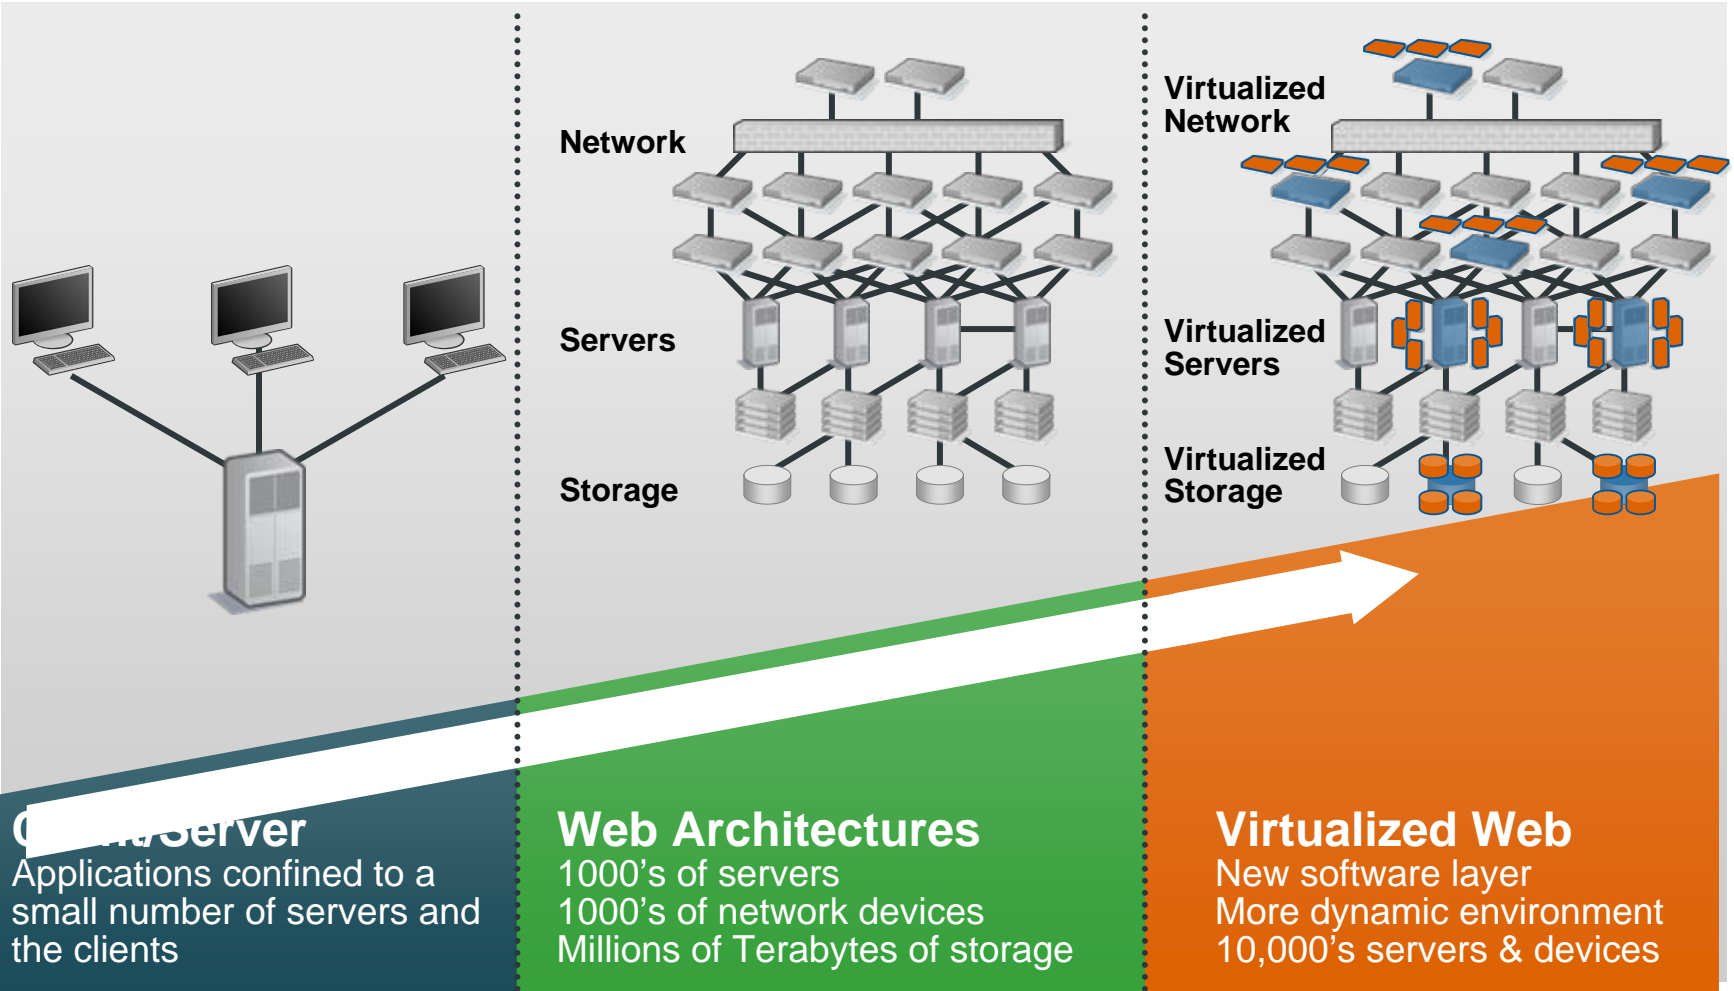 Network
Servers
Storage
Virtualized
Network
Virtualized
Servers
Virtualized
Storage
Client/Server
Applications confined to a
small number of servers and
the clients
Web Architectures
1000’s of servers
1000’s of network devices
Millions of Terabytes of storage
Virtualized Web
New software layer
More dynamic environment
10,000’s servers & devices